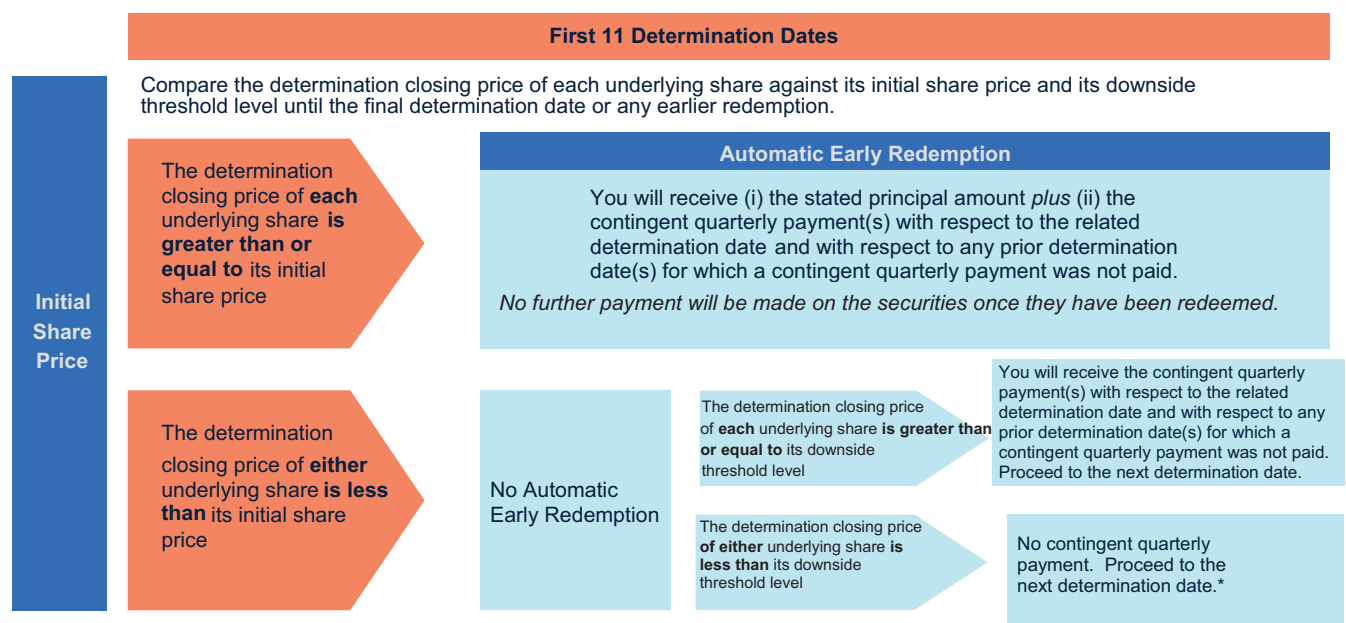 First 11 Determination Dates
Compare the determination closing price of each underlying share against its initial share price and its downside
threshold level until the final determination date or any earlier redemption.
Initial
Share
Price
The determination
closing price of each
underlying share is
greater than or
equal to its initial
share price
Automatic Early Redemption
You will receive (i) the stated principal amount plus (ii) the
contingent quarterly payment(s) with respect to the related
determination date and with respect to any prior determination
date(s) for which a contingent quarterly payment was not paid.
No further payment will be made on the securities once they have been redeemed.
The determination
closing price of either
underlying share is less
than its initial share
price
No Automatic
Early Redemption
The determination closing price
of each underlying share is greater than
or equal to its downside
threshold level
You will receive the contingent quarterly
payment(s) with respect to the related
determination date and with respect to any
prior determination date(s) for which a
contingent quarterly payment was not paid.
Proceed to the next determination date.
The determination closing price
of either underlying share is
less than its downside
threshold level
No contingent quarterly
payment. Proceed to the
next determination date.*